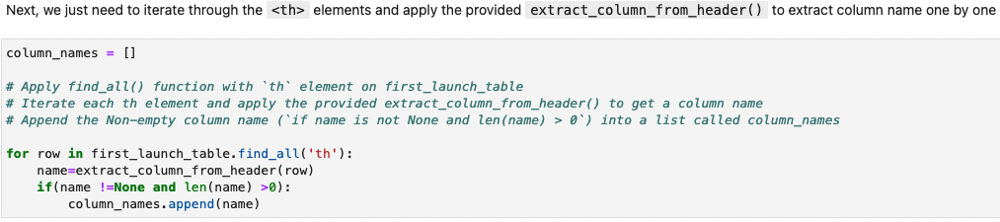 Next, we just need to iterate through the <th> elements and apply the provided extract_column_from_header() to extract column name one by one
column_names = []
# Apply find_all() function with `th` element on first_launch_table
# Iterate each th element and apply the provided extract_column_from_header() to get a column name
# Append the Non-empty column name (`if name is not None and len(name) > 0`) into a list called column_names
for row in first_launch_table.find_all('th'):
    name=extract_column_from_header(row)
    if(name !=None and len(name) >0):
        column_names.append(name)